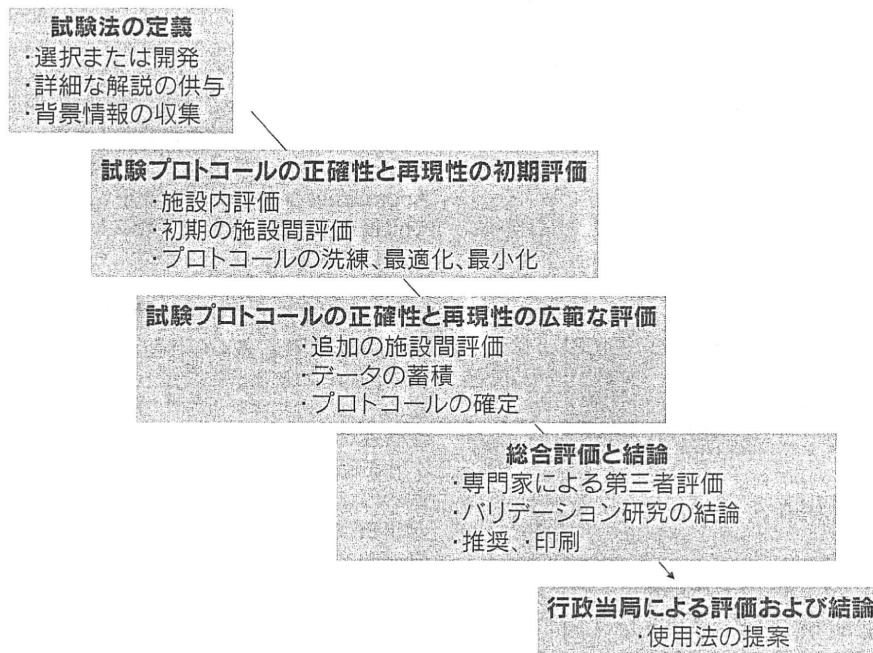 試験法の定義
・選択または開発
・詳細な解説の供与
・背景情報の収集
試験プロトコールの正確性と再現性の初期評価
・施設内評価
・初期の施設間評価
・プロトコールの洗練、最適化、最小化
試験プロトコールの正確性と再現性の広範な評価
・追加の施設間評価
・データの蓄積
・プロトコールの確定
総合評価と結論
・専門家による第三者評価
・バリデーション研究の結論
・推奨、・印刷
行政当局による評価および結論
・使用法の提案